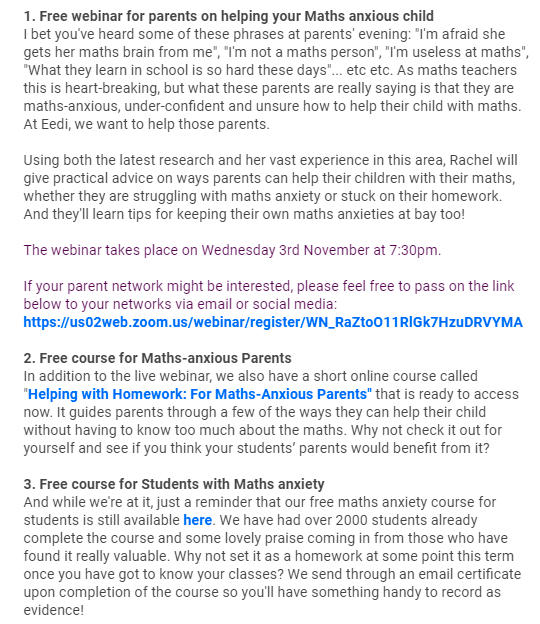 1. Free webinar for parents on helping your Maths anxious child
I bet you've heard some of these phrases at parents' evening: "I'm afraid she
gets her maths brain from me", "I'm not a maths person", "I'm useless at maths",
"What they learn in school is so hard these days"... etc etc. As maths teachers
this is heart-breaking, but what these parents are really saying is that they are
maths-anxious, under-confident and unsure how to help their child with maths.
At Eedi, we want to help those parents.
Using both the latest research and her vast experience in this area, Rachel will
give practical advice on ways parents can help their children with their maths,
whether they are struggling with maths anxiety or stuck on their homework.
And they'll learn tips for keeping their own maths anxieties at bay too!
The webinar takes place on Wednesday 3rd November at 7:30pm.
If your parent network might be interested, please feel free to pass on the link
below to your networks via email or social media:
https://us02web.zoom.us/webinar/register/WN_RaZtoO11RlGk7HzuDRVYMA
2. Free course for Maths-anxious Parents
In addition to the live webinar, we also have a short online course called
"Helping with Homework: For Maths-Anxious Parents" that is ready to access
now. It guides parents through a few of the ways they can help their child
without having to know too much about the maths. Why not check it out for
yourself and see if you think your students’ parents would benefit from it?
3. Free course for Students with Maths anxiety
And while we're at it, just a reminder that our free maths anxiety course for
students is still available here. We have had over 2000 students already
complete the course and some lovely praise coming in from those who have
found it really valuable. Why not set it as a homework at some point this term
once you have got to know your classes? We send through an email certificate
upon completion of the course so you'll have something handy to record as
evidence!